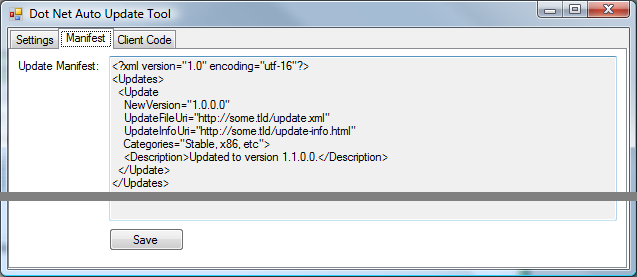 Dot Net Auto Update Tool
Settings Manifest Client Code
Update Manifest:
<?xml version="1.0" encoding="utf-16"?>
<Updates>
<Update
NewVersion="1.0.0.0"
UpdateFileUri="http://some.tld/update.xml"
UpdateInfoUri="http://some.tld/update-info.html"
Categories="Stable, x86, etc">
<Description>Updated to version 1.1.0.0.</Description>
</Update>
</Updates>
Save